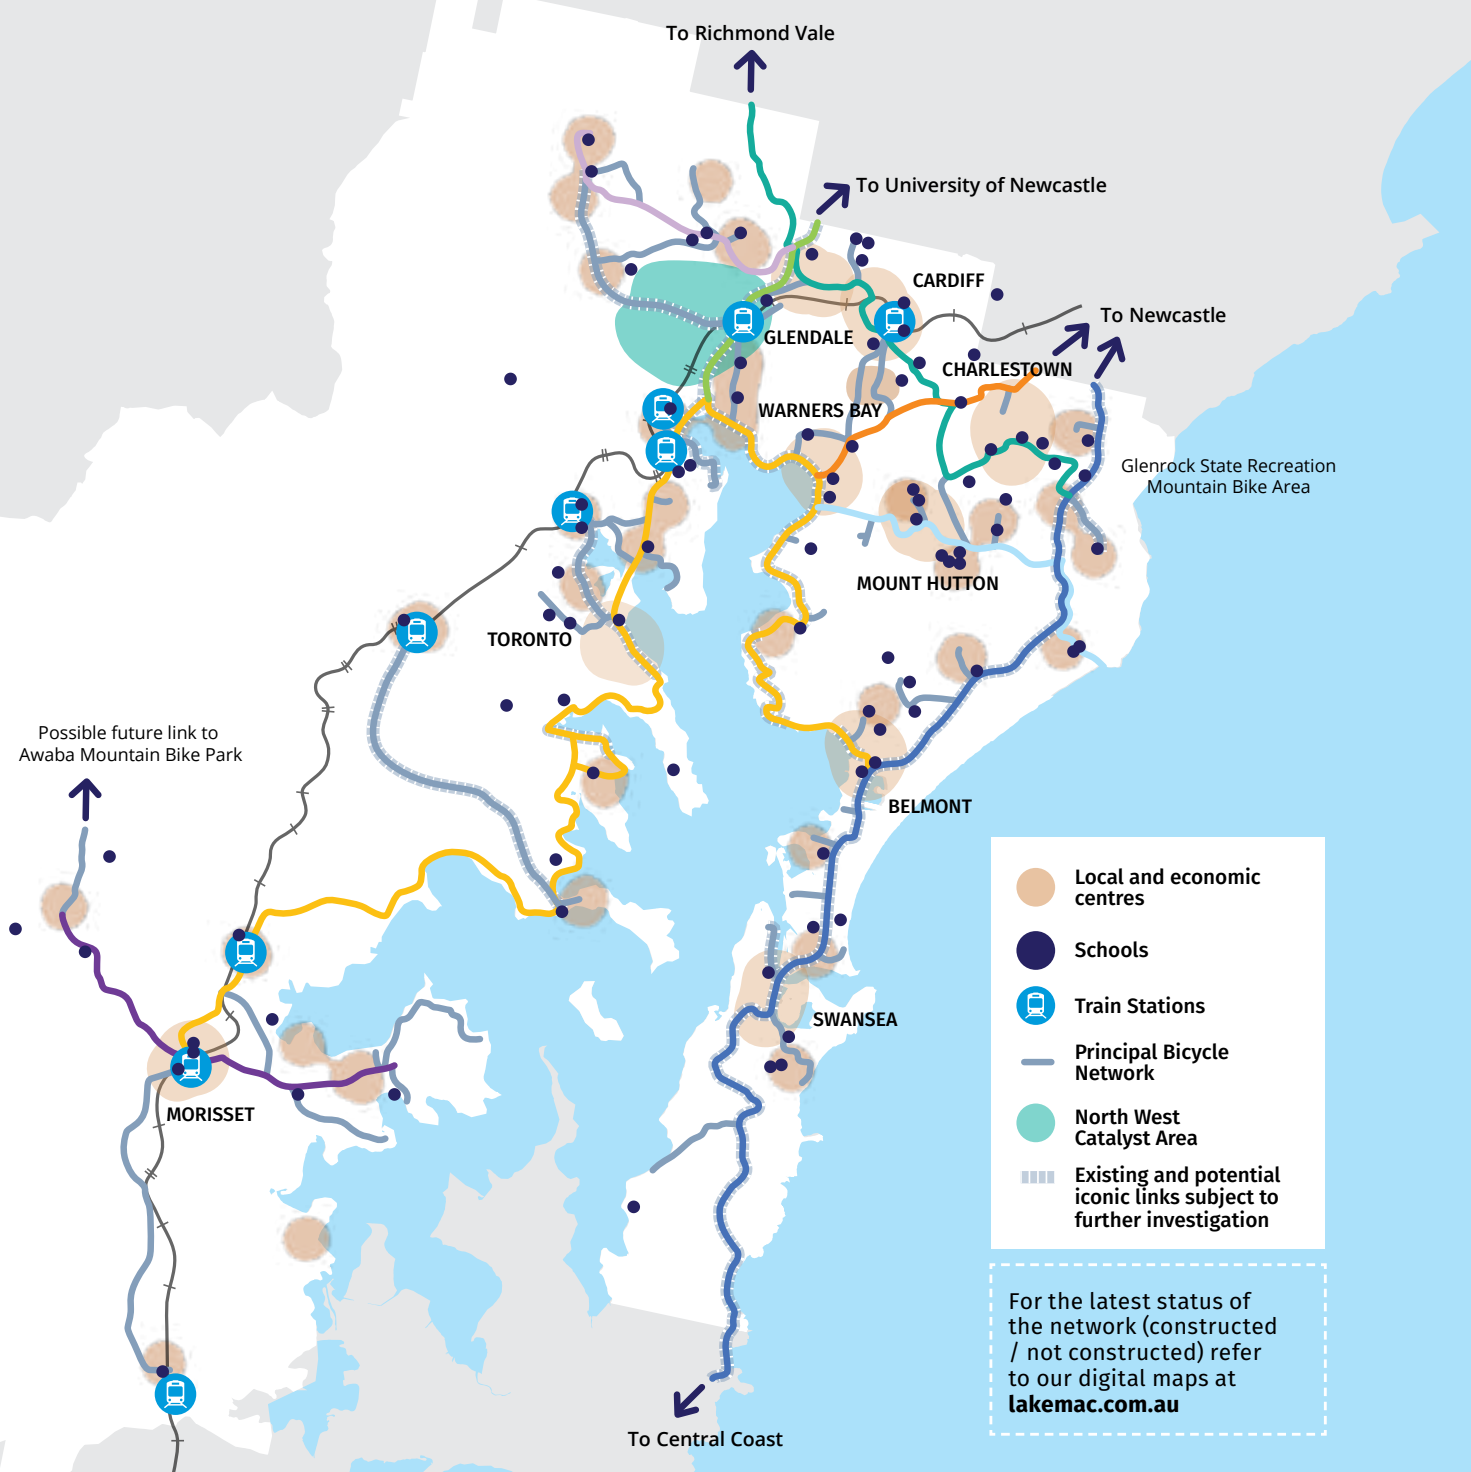 To Richmond Vale
To University of Newcastle
CARDIFF
To Newcastle
GLENDALE
CHARLESTOWN
WARNERS BAY
Glenrock State Recreation
Mountain Bike Area
MOUNT HUTTON
TORONTO
Possible future link to
Awaba Mountain Bike Park
BELMONT
SWANSEA
MORISSET
To Central Coast
Local and economic
centres
Schools
Train Stations
Principal Bicycle
Network
North West
Catalyst Area
Existing and potential
iconic links subject to
further investigation
For the latest status of
the network (constructed
/ not constructed) refer
to our digital maps at
lakemac.com.au